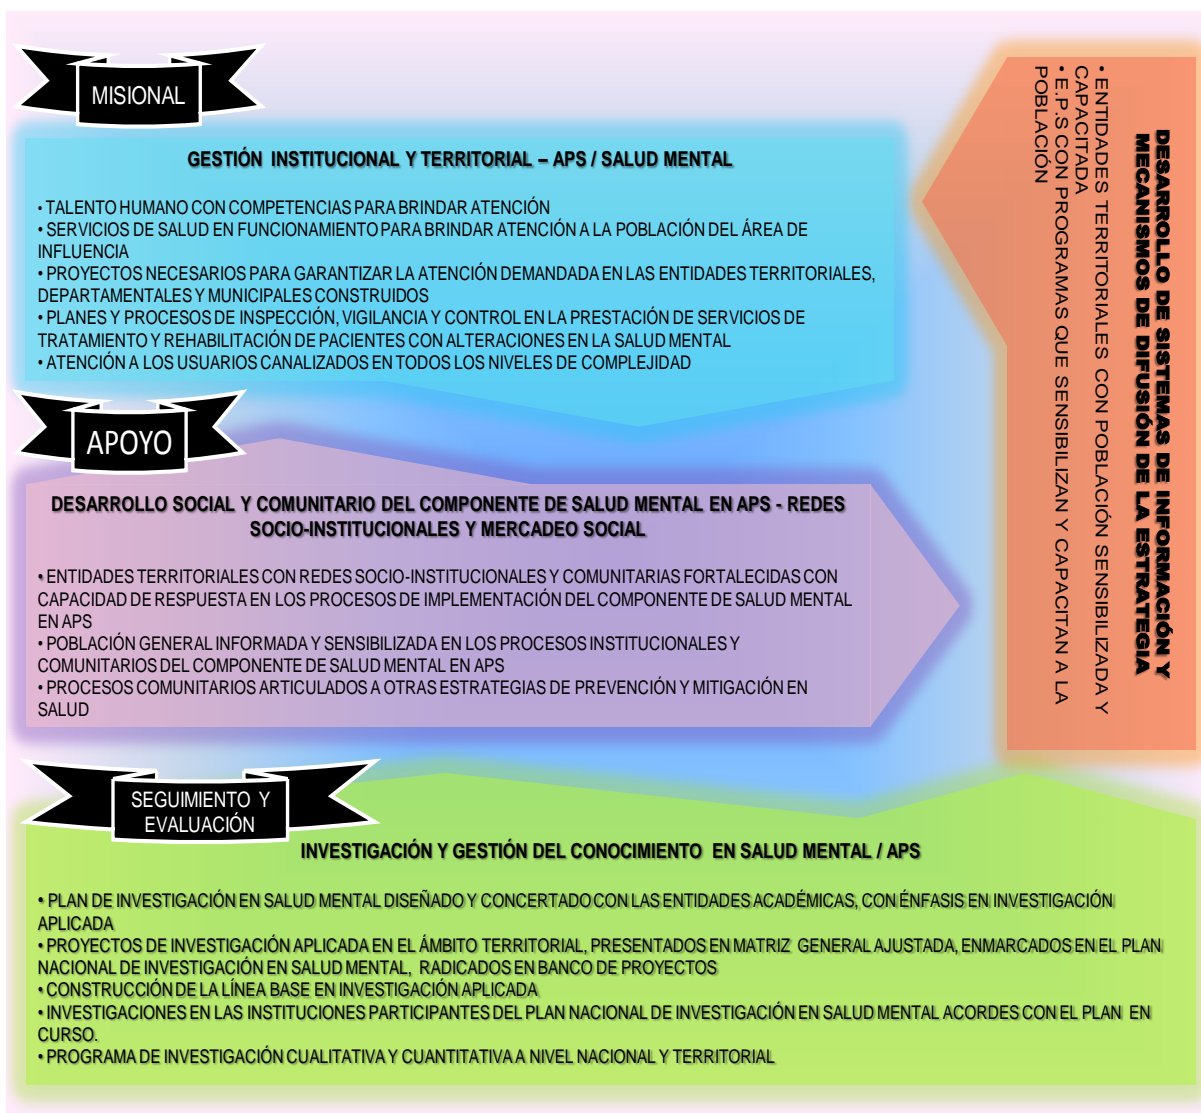 MISIONAL
GESTIÓN INSTITUCIONAL Y TERRITORIAL – APS / SALUD MENTAL
• TALENTO HUMANO CON COMPETENCIAS PARA BRINDAR ATENCIÓN
• SERVICIOS DE SALUD EN FUNCIONAMIENTO PARA BRINDAR ATENCIÓN A LA POBLACIÓN DEL ÁREA DE
INFLUENCIA
• PROYECTOS NECESARIOS PARA GARANTIZAR LA ATENCIÓN DEMANDADA EN LAS ENTIDADES TERRITORIALES,
DEPARTAMENTALES Y MUNICIPALES CONSTRUIDOS
• PLANES Y PROCESOS DE INSPECCIÓN, VIGILANCIA Y CONTROL EN LA PRESTACIÓN DE SERVICIOS DE
TRATAMIENTO Y REHABILITACIÓN DE PACIENTES CON ALTERACIONES EN LA SALUD MENTAL
• ATENCIÓN A LOS USUARIOS CANALIZADOS EN TODOS LOS NIVELES DE COMPLEJIDAD
APOYO
DESARROLLO SOCIAL Y COMUNITARIO DEL COMPONENTE DE SALUD MENTAL EN APS - REDES
SOCIO-INSTITUCIONALES Y MERCADEO SOCIAL
• ENTIDADES TERRITORIALES CON REDES SOCIO-INSTITUCIONALES Y COMUNITARIAS FORTALECIDAS CON
CAPACIDAD DE RESPUESTA EN LOS PROCESOS DE IMPLEMENTACIÓN DEL COMPONENTE DE SALUD MENTAL
EN APS
• POBLACIÓN GENERAL INFORMADA Y SENSIBILIZADA EN LOS PROCESOS INSTITUCIONALES Y
COMUNITARIOS DEL COMPONENTE DE SALUD MENTAL EN APS
• PROCESOS COMUNITARIOS ARTICULADOS A OTRAS ESTRATEGIAS DE PREVENCIÓN Y MITIGACIÓN EN
SALUD
DESARROLLO DE SISTEMAS DE INFORMACIÓN Y
MECANISMOS DE DIFUSIÓN DE LA ESTRATEGIA
• ENTIDADES TERRITORIALES CON POBLACIÓN SENSIBILIZADA Y
CAPACITADA
• E.P.S CON PROGRAMAS QUE SENSIBILIZAN Y CAPACITAN A LA
POBLACIÓN
SEGUIMIENTO Y
EVALUACIÓN
INVESTIGACIÓN Y GESTIÓN DEL CONOCIMIENTO EN SALUD MENTAL / APS
• PLAN DE INVESTIGACIÓN EN SALUD MENTAL DISEÑADO Y CONCERTADO CON LAS ENTIDADES ACADÉMICAS, CON ÉNFASIS EN INVESTIGACIÓN
APLICADA
• PROYECTOS DE INVESTIGACIÓN APLICADA EN EL ÁMBITO TERRITORIAL, PRESENTADOS EN MATRIZ GENERAL AJUSTADA, ENMARCADOS EN EL PLAN
NACIONAL DE INVESTIGACIÓN EN SALUD MENTAL, RADICADOS EN BANCO DE PROYECTOS
• CONSTRUCCIÓN DE LA LÍNEA BASE EN INVESTIGACIÓN APLICADA
• INVESTIGACIONES EN LAS INSTITUCIONES PARTICIPANTES DEL PLAN NACIONAL DE INVESTIGACIÓN EN SALUD MENTAL ACORDES CON EL PLAN EN
CURSO.
• PROGRAMA DE INVESTIGACIÓN CUALITATIVA Y CUANTITATIVA A NIVEL NACIONAL Y TERRITORIAL